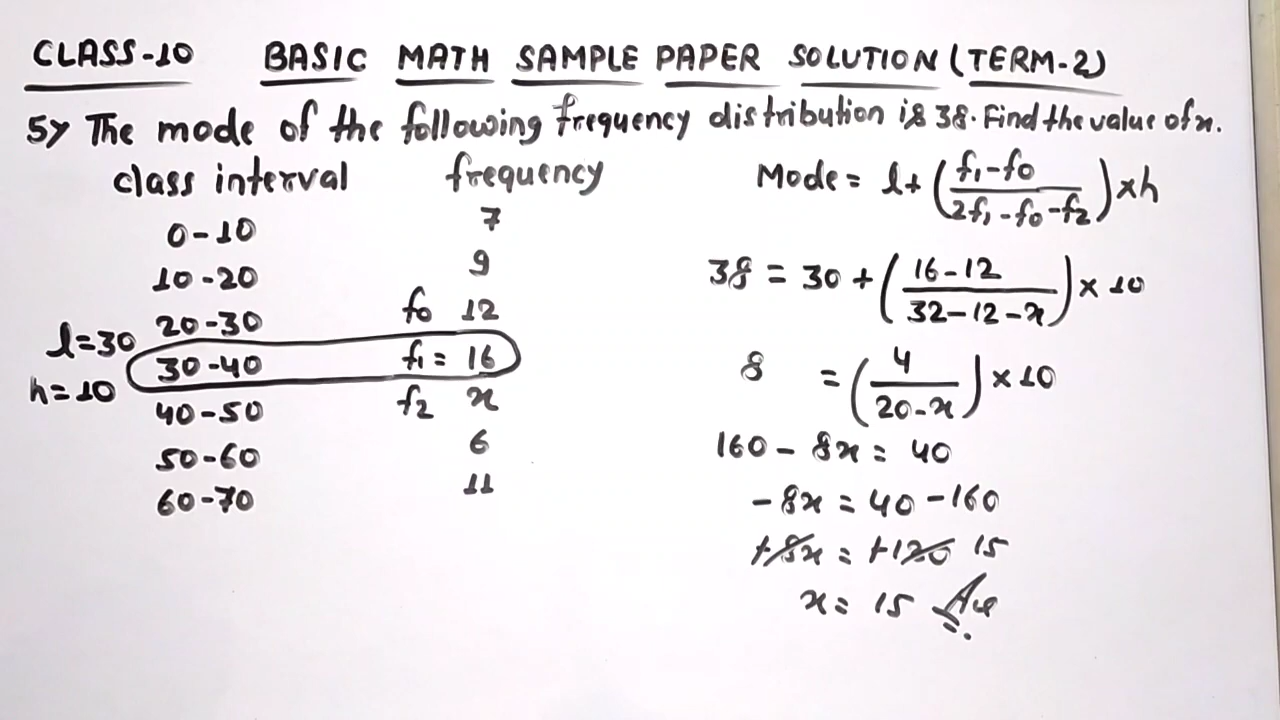 CLASS-10 BASIC MATH SAMPLE PAPER SOLUTION (TERM-2)
5) The mode of the following frequency distribution is 38. Find the value of x.
class interval frequency
0-10 7
10-20 9
20-30 f₀ 12
l=30
30-40 f₁ = 16
h=10
40-50 f₂ x
50-60 6
60-70 11
Mode = l+ (f₁-f₀ / 2f₁-f₀-f₂) ×h
38 = 30 + (16-12 / 32-12-x) × 10
8 = (4 / 20-x) × 10
160 - 8x = 40
-8x = 40 -160
+8x = +120 15
x = 15 Ans